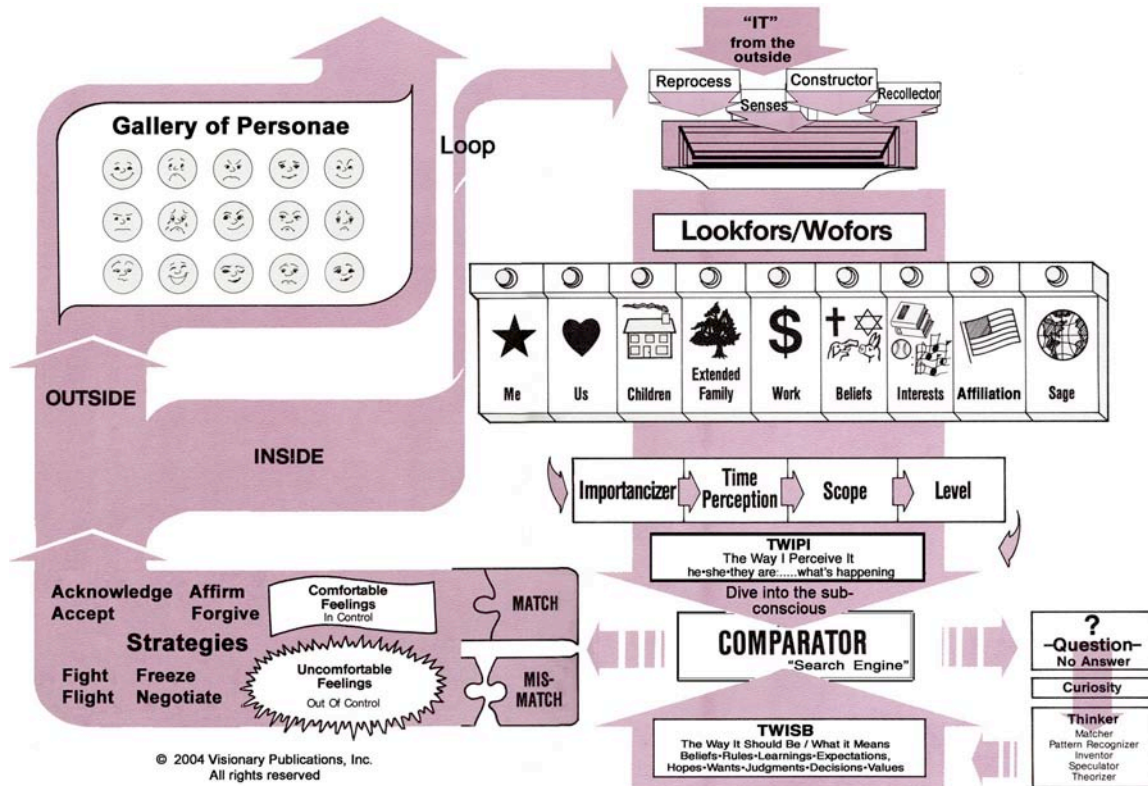 "IT"
from the
outside
Reprocess
Constructor
Senses
Recollector
Gallery of Personae
Loop
Lookfors/Wofors
Me
Us
Children
Extended
Family
Work
Beliefs
Interests
Affiliation
Sage
OUTSIDE
INSIDE
Importancizer
Time
Perception
Scope
Level
TWIPI
The Way I Perceive It
he•she•they are:.....what's happening
Dive into the sub-
conscious
COMPARATOR
"Search Engine"
Acknowledge Affirm
Accept Forgive
Strategies
Fight Freeze
Flight Negotiate
Comfortable
Feelings
In Control
Uncomfortable
Feelings
Out Of Control
MATCH
MIS-
MATCH
?
–Question–
No Answer
Curiosity
Thinker
Matcher
Pattern Recognizer
Inventor
Speculator
Theorizer
TWISB
The Way It Should Be / What it Means
Beliefs•Rules•Learnings•Expectations,
Hopes•Wants•Judgments•Decisions•Values
© 2004 Visionary Publications, Inc.
All rights reserved